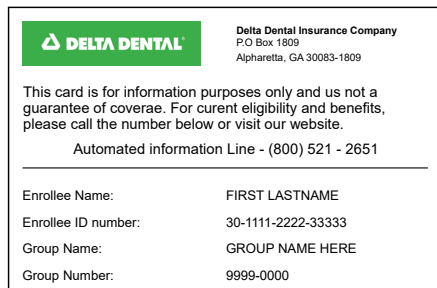 DELTA DENTAL
Delta Dental Insurance Company
P.O Box 1809
Alpharetta, GA 30083-1809
This card is for information purposes only and us not a
guarantee of coverae. For curent eligibility and benefits,
please call the number below or visit our website.
Automated information Line - (800) 521 - 2651
Enrollee Name: FIRST LASTNAME
Enrollee ID number: 30-1111-2222-33333
Group Name: GROUP NAME HERE
Group Number: 9999-0000